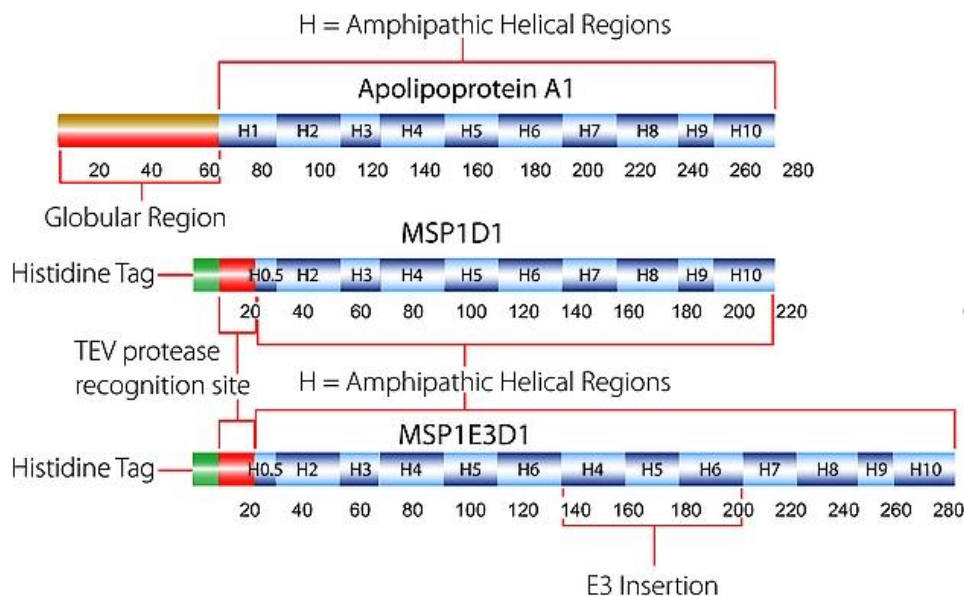 H = Amphipathic Helical Regions
Apolipoprotein A1
H1 H2 H3 H4 H5 H6 H7 H8 H9 H10
20 40 60 80 100 120 140 160 180 200 220 240 260 280
Globular Region
MSP1D1
Histidine Tag H0.5 H2 H3 H4 H5 H6 H7 H8 H9 H10
20 40 60 80 100 120 140 160 180 200 220
TEV protease
recognition site
H = Amphipathic Helical Regions
MSP1E3D1
Histidine Tag H0.5 H2 H3 H4 H5 H6 H4 H5 H6 H7 H8 H9 H10
20 40 60 80 100 120 140 160 180 200 220 240 260 280
E3 Insertion